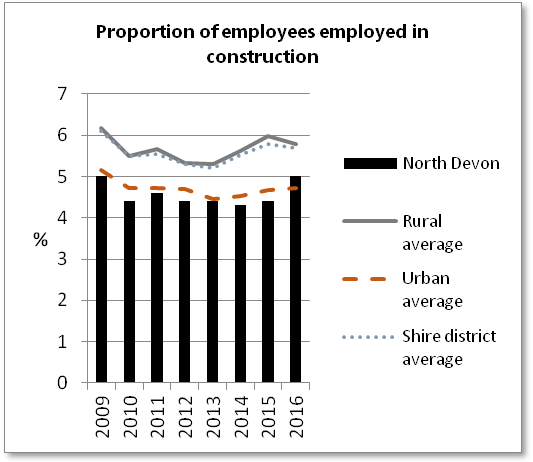 Proportion of employees employed in
construction
7
6
5
4
3
2
1
0
%
2009 2010 2011 2012 2013 2014 2015 2016
North Devon
Rural
average
Urban
average
Shire district
average